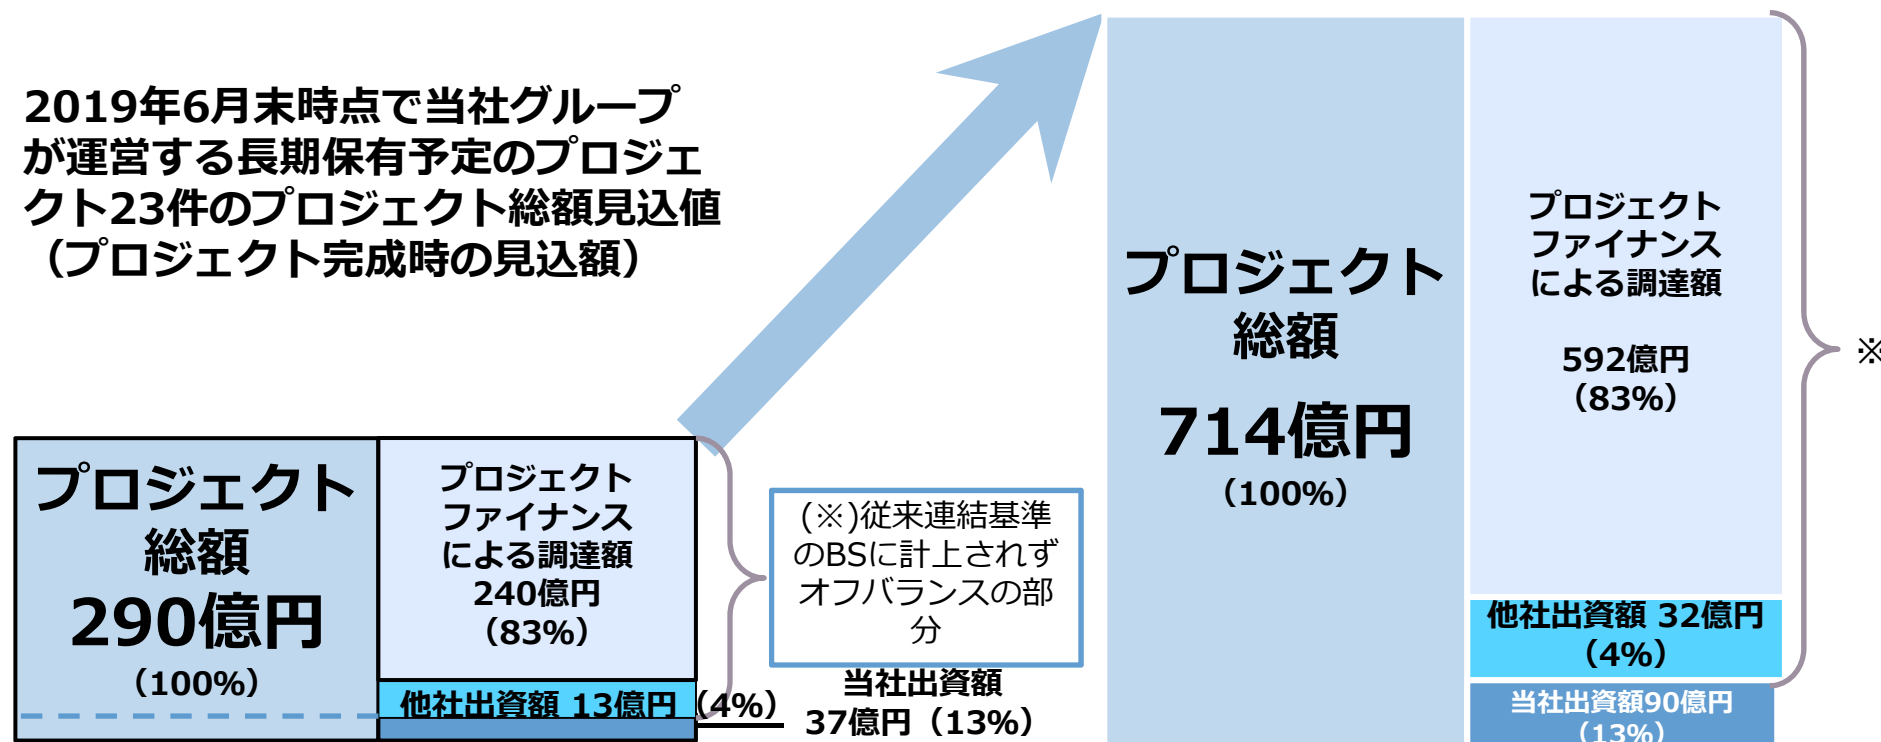 2019年6月末時点で当社グループ
が運営する長期保有予定のプロジェ
クト23件のプロジェクト総額見込値
（プロジェクト完成時の見込額）
プロジェクト
総額
290億円
（100%）
プロジェクト
ファイナンス
による調達額
240億円
（83%）
他社出資額 13億円（4%）
(※)従来連結基準
のBSに計上されず
オフバランスの部
分
当社出資額
37億円（13%）
プロジェクト
総額
714億円
（100%）
プロジェクト
ファイナンス
による調達額
592億円
（83%）
他社出資額 32億円
（4%）
当社出資額90億円
（13%）
※